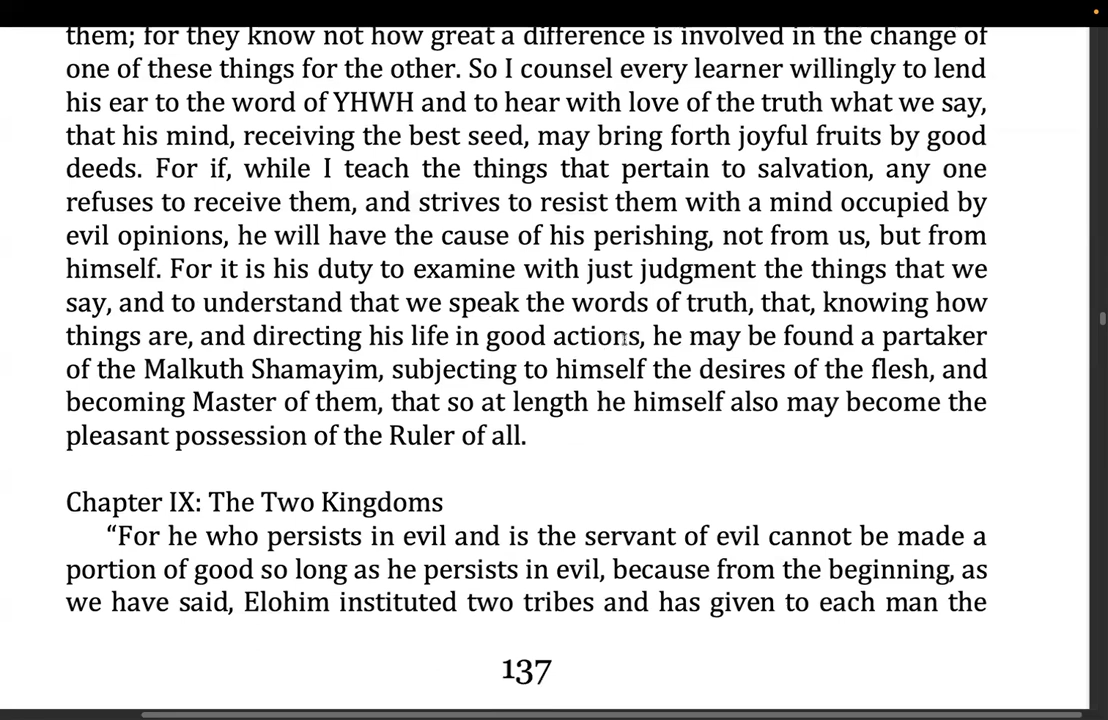 them; for they know not how great a difference is involved in the change of
one of these things for the other. So I counsel every learner willingly to lend
his ear to the word of YHWH and to hear with love of the truth what we say,
that his mind, receiving the best seed, may bring forth joyful fruits by good
deeds. For if, while I teach the things that pertain to salvation, any one
refuses to receive them, and strives to resist them with a mind occupied by
evil opinions, he will have the cause of his perishing, not from us, but from
himself. For it is his duty to examine with just judgment the things that we
say, and to understand that we speak the words of truth, that, knowing how
things are, and directing his life in good actions, he may be found a partaker
of the Malkuth Shamayim, subjecting to himself the desires of the flesh, and
becoming Master of them, that so at length he himself also may become the
pleasant possession of the Ruler of all.
Chapter IX: The Two Kingdoms
“For he who persists in evil and is the servant of evil cannot be made a
portion of good so long as he persists in evil, because from the beginning, as
we have said, Elohim instituted two tribes and has given to each man the
137